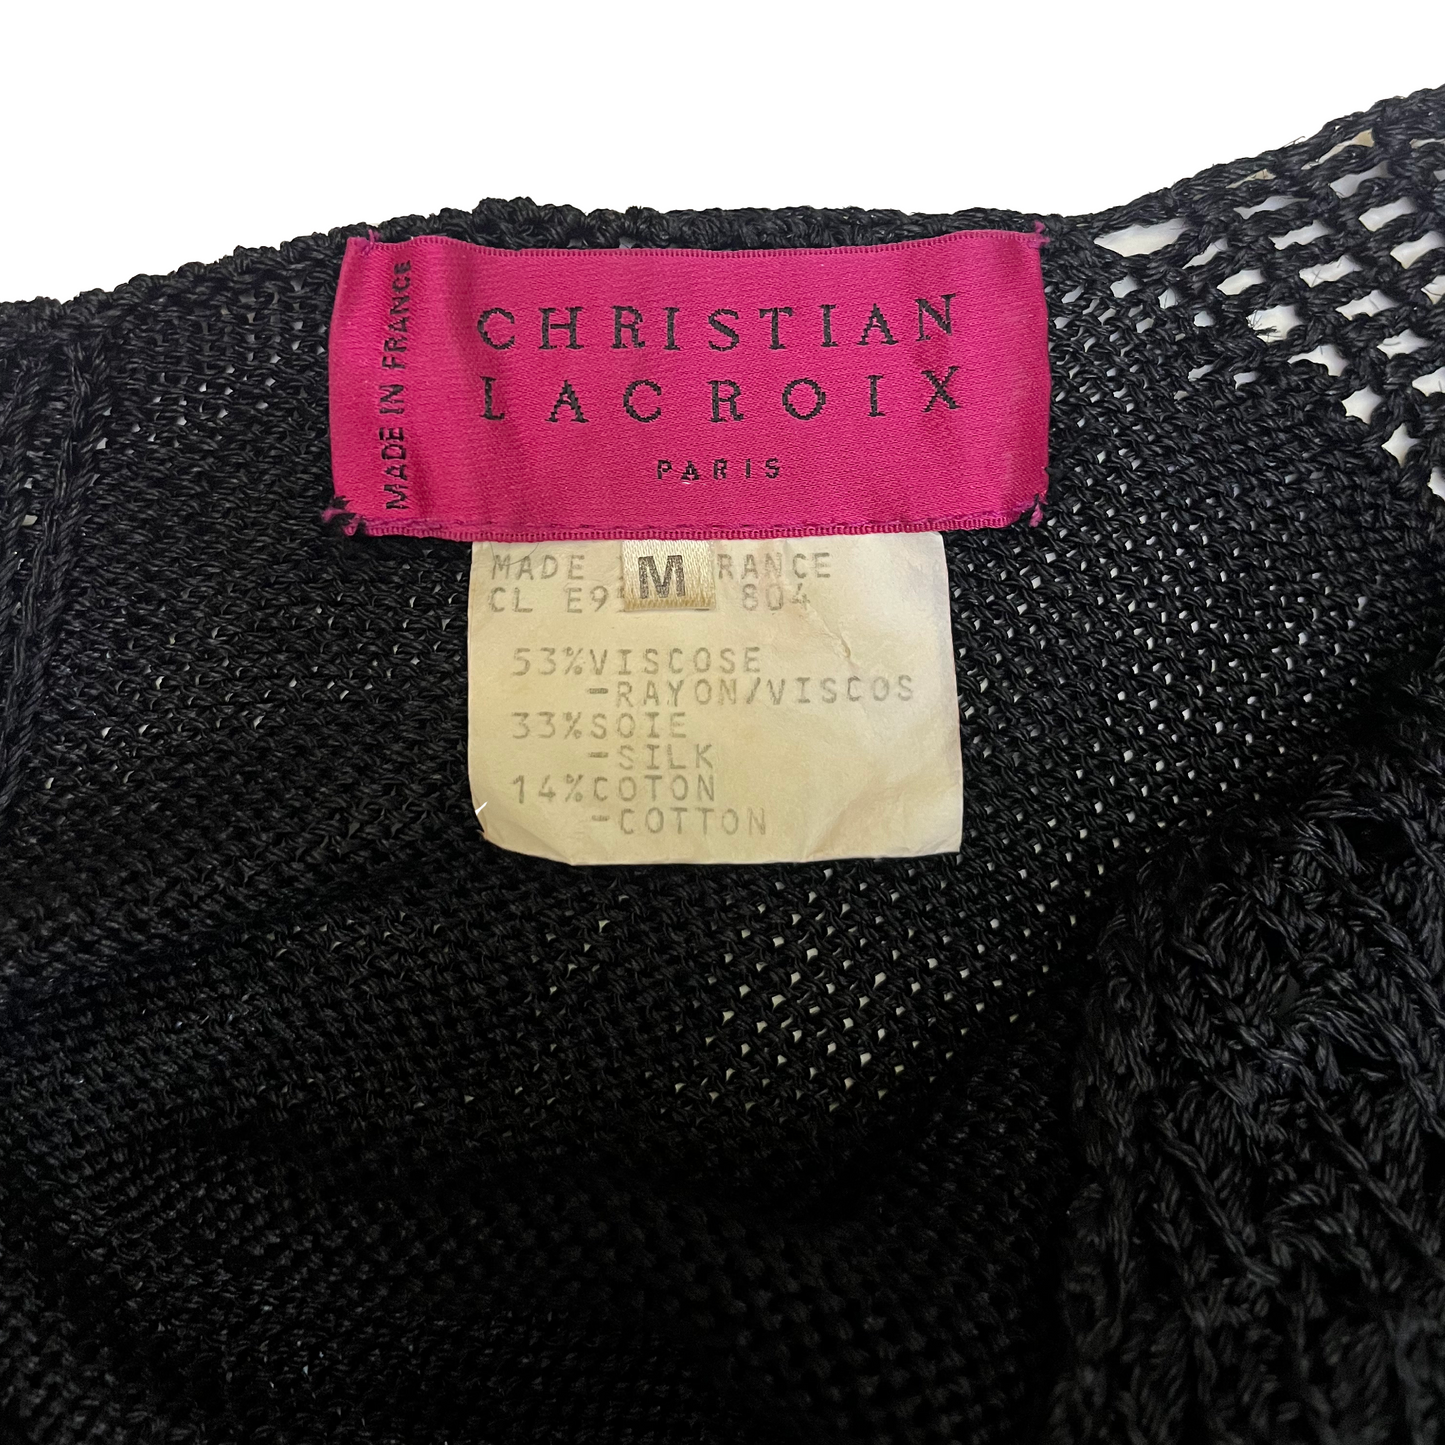 CHRISTIAN
LACROIX
PARIS
MADE IN FRANCE
M
MADE RANCE
CL E9 804
53%VISCOSE
-RAYON/VISCOS
33%SOIE
-SILK
14%COTON
-COTTON